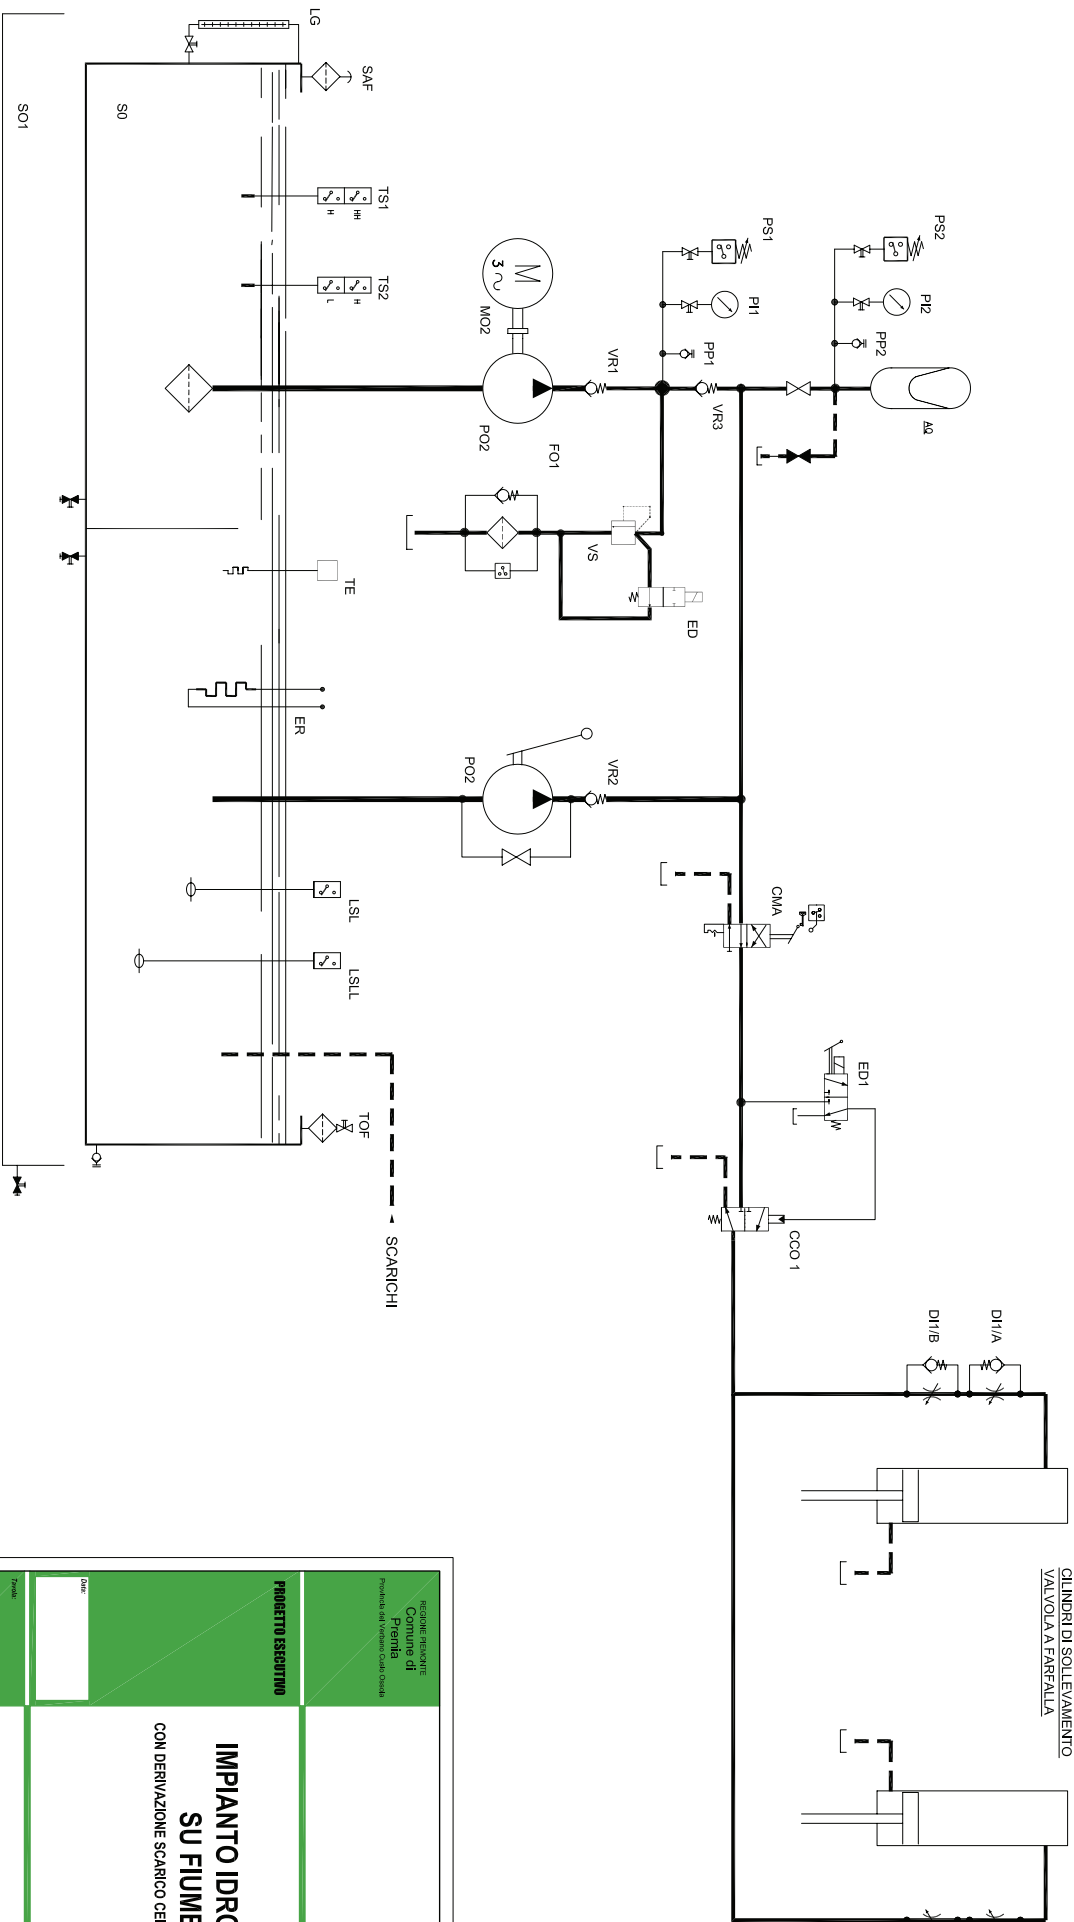 LG
SAF
S0
SO1
TS1
HH
H
TS2
H
L
PS1
PS2
PI1
PI2
PP1
PP2
M
3
MO2
PO2
FO1
VR1
VR3
AQ
VS
ED
TE
ER
PO2
VR2
LSL
LSLL
CMA
ED1
TOF
SCARICHI
CCO 1
DI1/B
DI1/A
CILINDRI DI SOLLEVAMENTO
VALVOLA A FARFALLA
REGIONE PIEMONTE
Comune di
Premia
Provincia del Verbano Cusio Ossola
PROGETTO ESECUTIVO
IMPIANTO IDRO
SU FIUME
CON DERIVAZIONE SCARICO CE
Data:
Tavola: